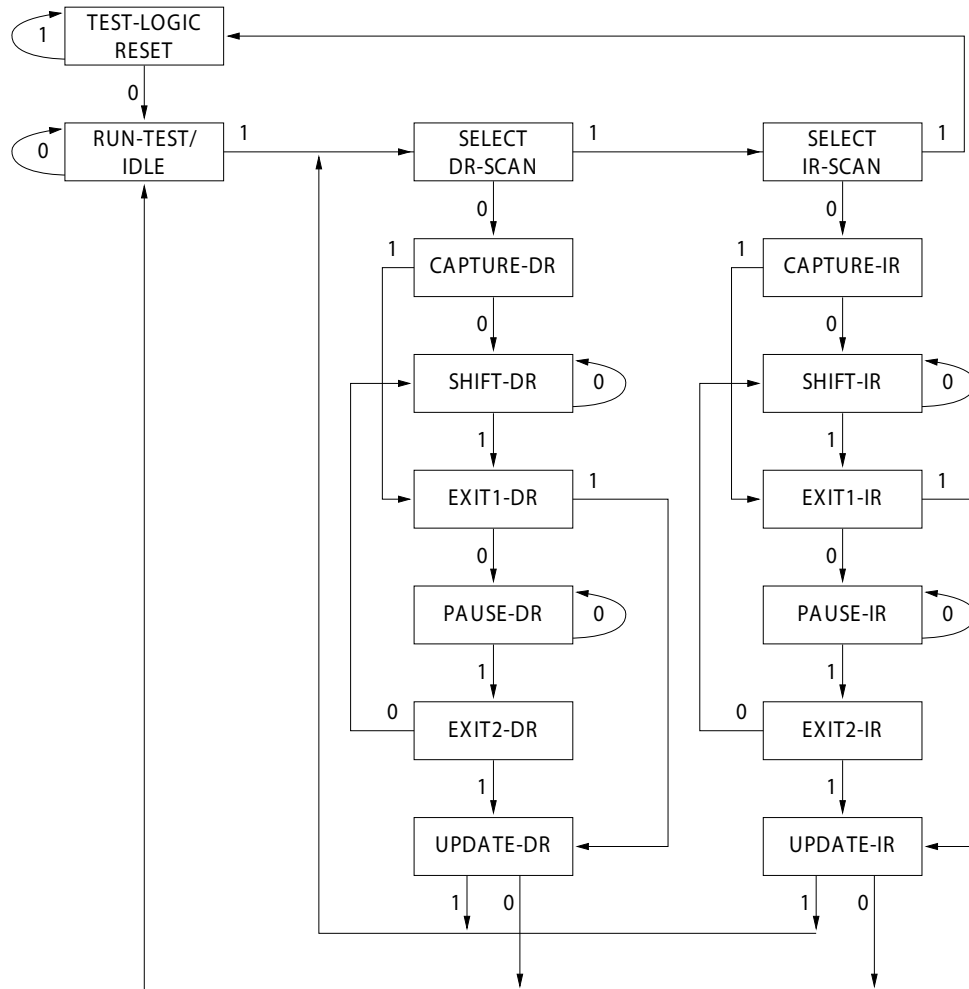 TEST-LOGIC
RESET
1
0
RUN-TEST/
IDLE
0
1
SELECT
DR-SCAN
1
SELECT
IR-SCAN
1
0
0
1
CAPTURE-DR
1
CAPTURE-IR
0
0
SHIFT-DR
0
SHIFT-IR
0
1
1
EXIT1-DR
1
EXIT1-IR
1
0
0
PAUSE-DR
0
PAUSE-IR
0
1
1
0
EXIT2-DR
0
EXIT2-IR
1
1
UPDATE-DR
UPDATE-IR
1
0
1
0